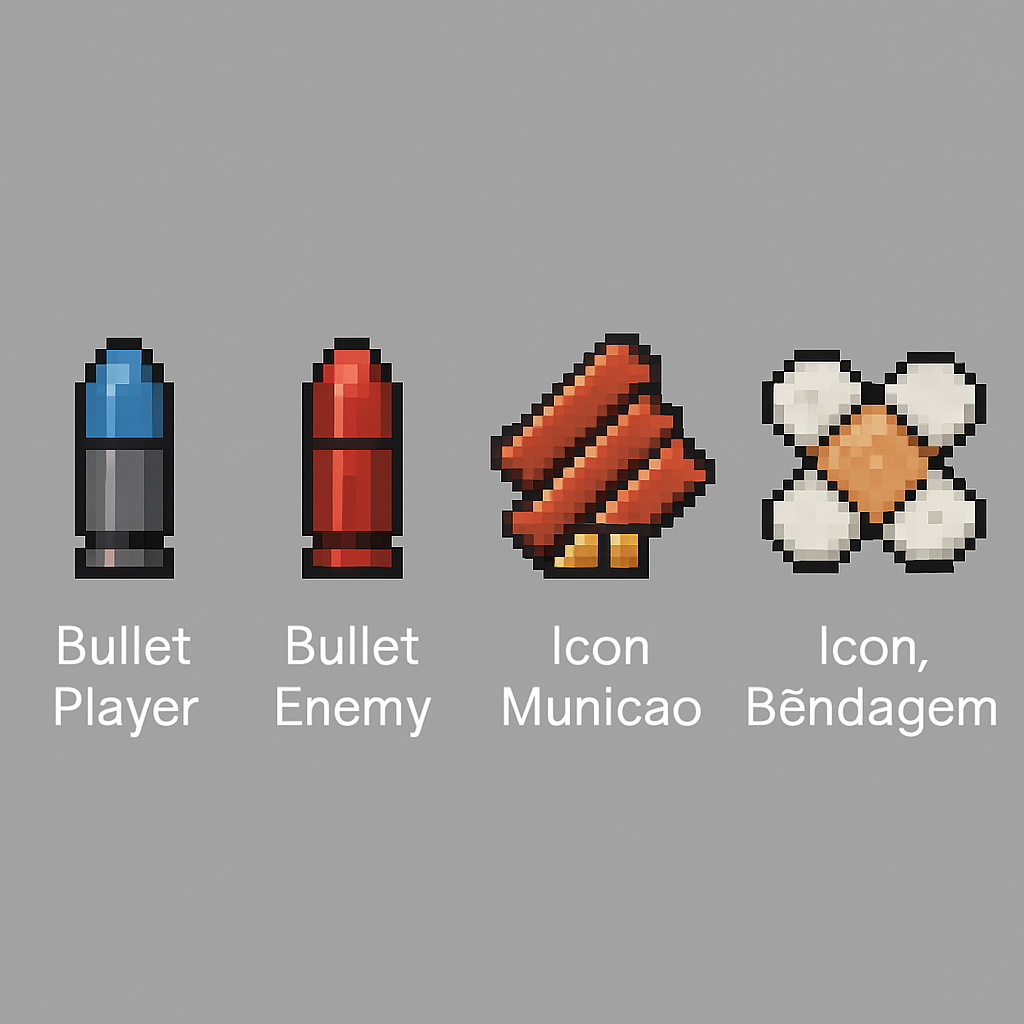 Bullet
Player
Bullet
Enemy
Icon
Municao
Icon,
Bẽndagem